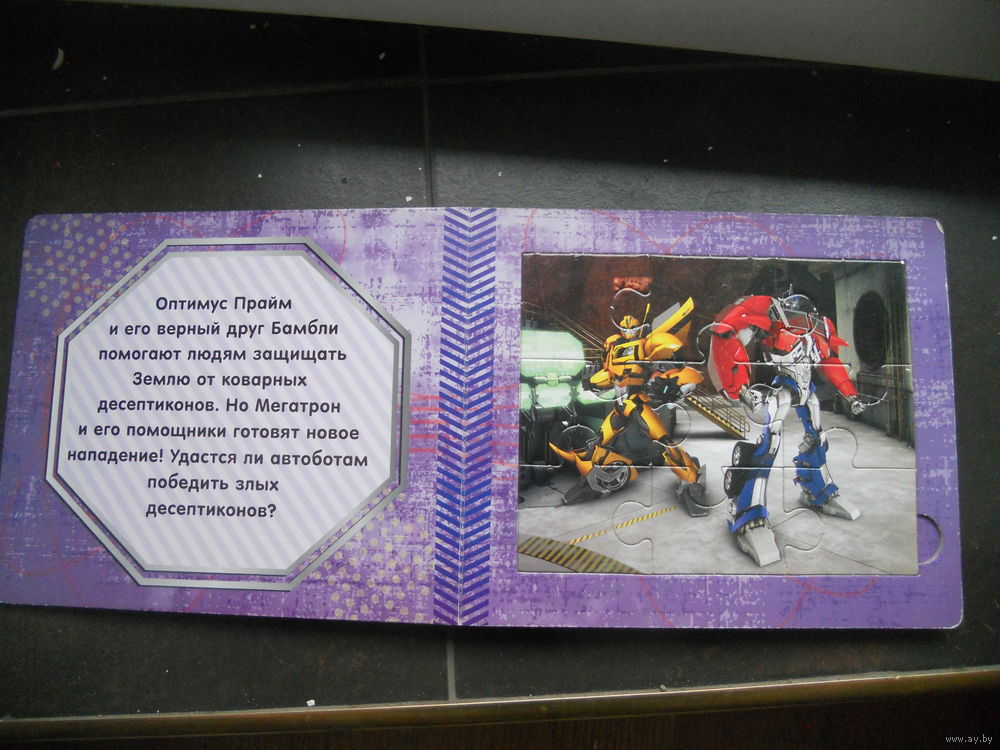 Оптимус Прайм
и его верный друг Бамбли
помогают людям защищать
Землю от коварных
десептиконов. Но Мегатрон
и его помощники готовят новое
нападение! Удастся ли автоботам
победить злых
десептиконов?
www.ay.by